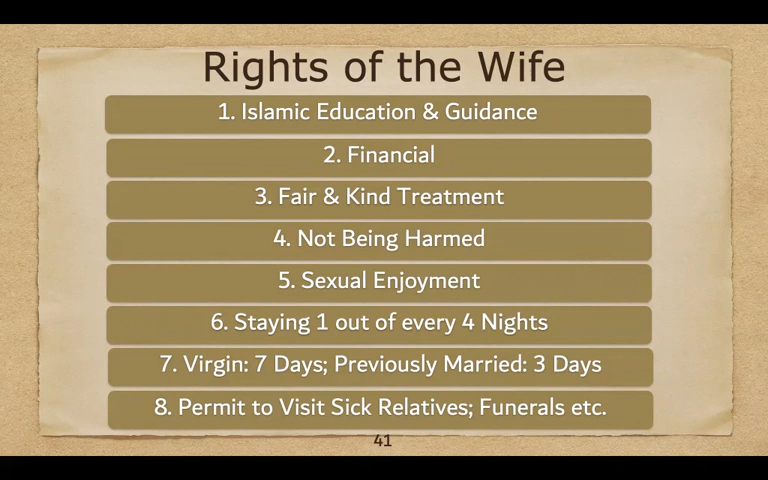 Rights of the Wife
1. Islamic Education & Guidance
2. Financial
3. Fair & Kind Treatment
4. Not Being Harmed
5. Sexual Enjoyment
6. Staying 1 out of every 4 Nights
7. Virgin: 7 Days; Previously Married: 3 Days
8. Permit to Visit Sick Relatives; Funerals etc.
41